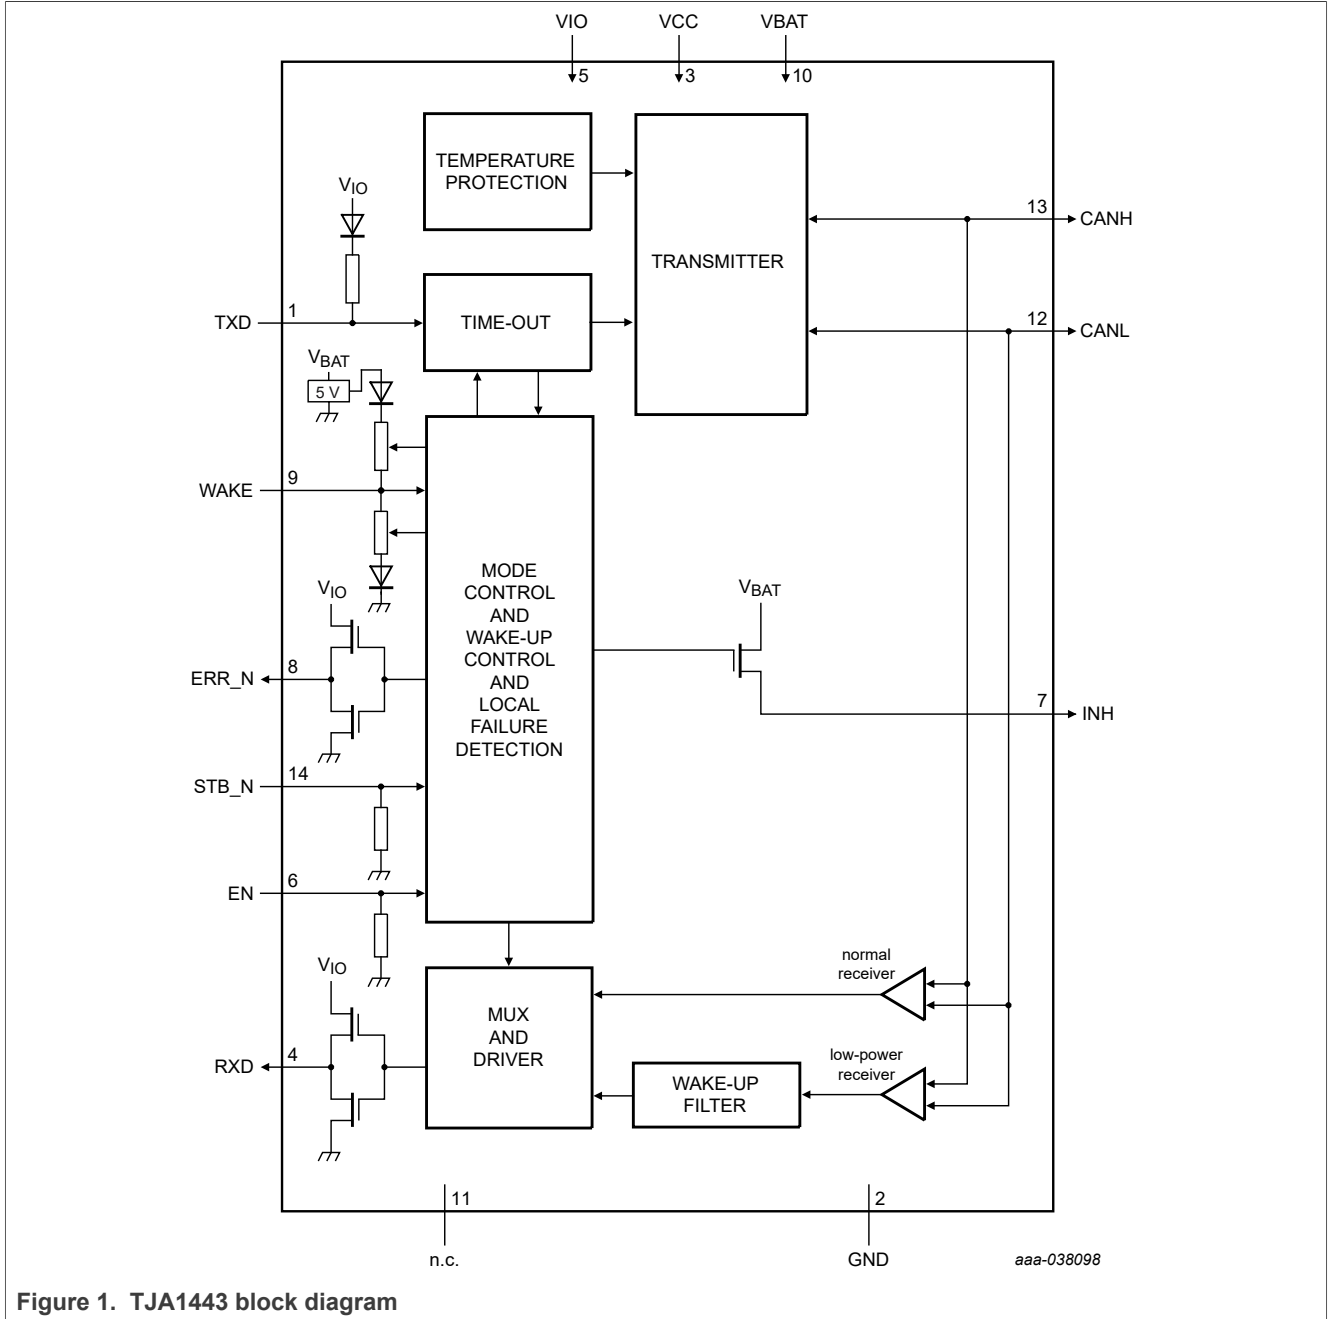 VIO
VCC
VBAT
5
3
10
TEMPERATURE
PROTECTION
VIO
13
CANH
TRANSMITTER
1
TXD
TIME-OUT
12
CANL
VBAT
5 V
9
WAKE
MODE
CONTROL
AND
WAKE-UP
CONTROL
AND
LOCAL
FAILURE
DETECTION
VIO
VBAT
8
ERR_N
7
INH
14
STB_N
6
EN
normal
receiver
VIO
MUX
AND
DRIVER
4
RXD
low-power
receiver
WAKE-UP
FILTER
11
2
n.c.
GND
aaa-038098
Figure 1. TJA1443 block diagram